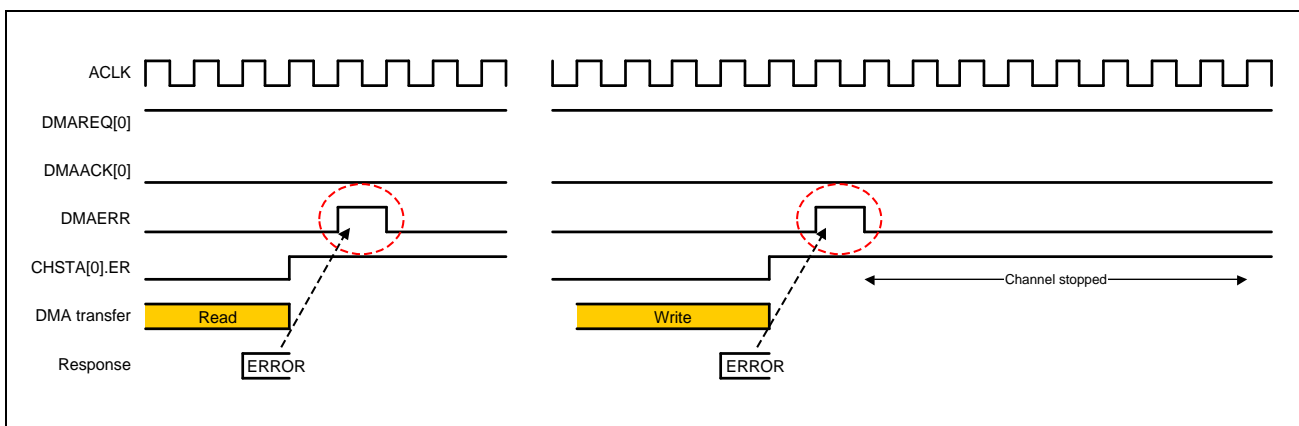 ACLK
DMAREQ[0]
DMAACK[0]
DMAERR
CHSTA[0].ER
Channel stopped
DMA transfer
Read
Write
Response
ERROR
ERROR